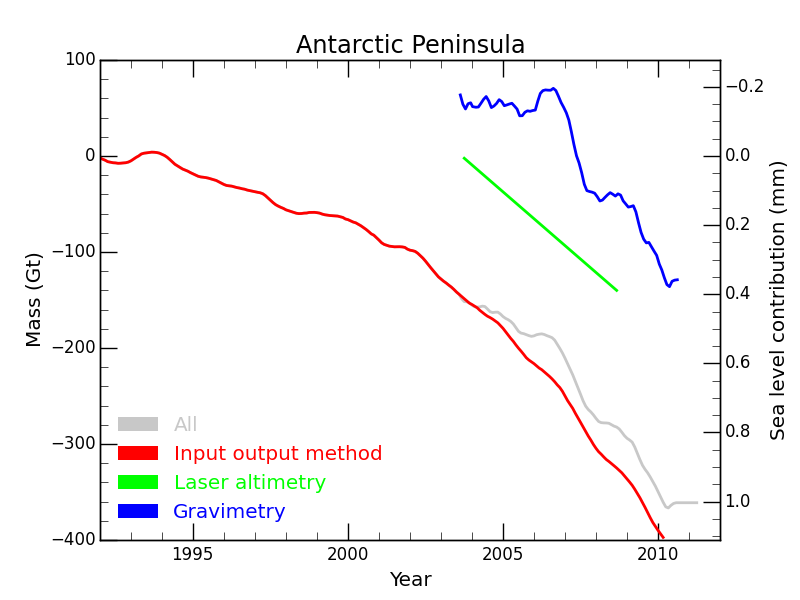 Antarctic Peninsula
100
0
−100
−200
−300
−400
Mass (Gt)
−0.2
0.0
0.2
0.4
0.6
0.8
1.0
Sea level contribution (mm)
All
Input output method
Laser altimetry
Gravimetry
1995
2000
2005
2010
Year